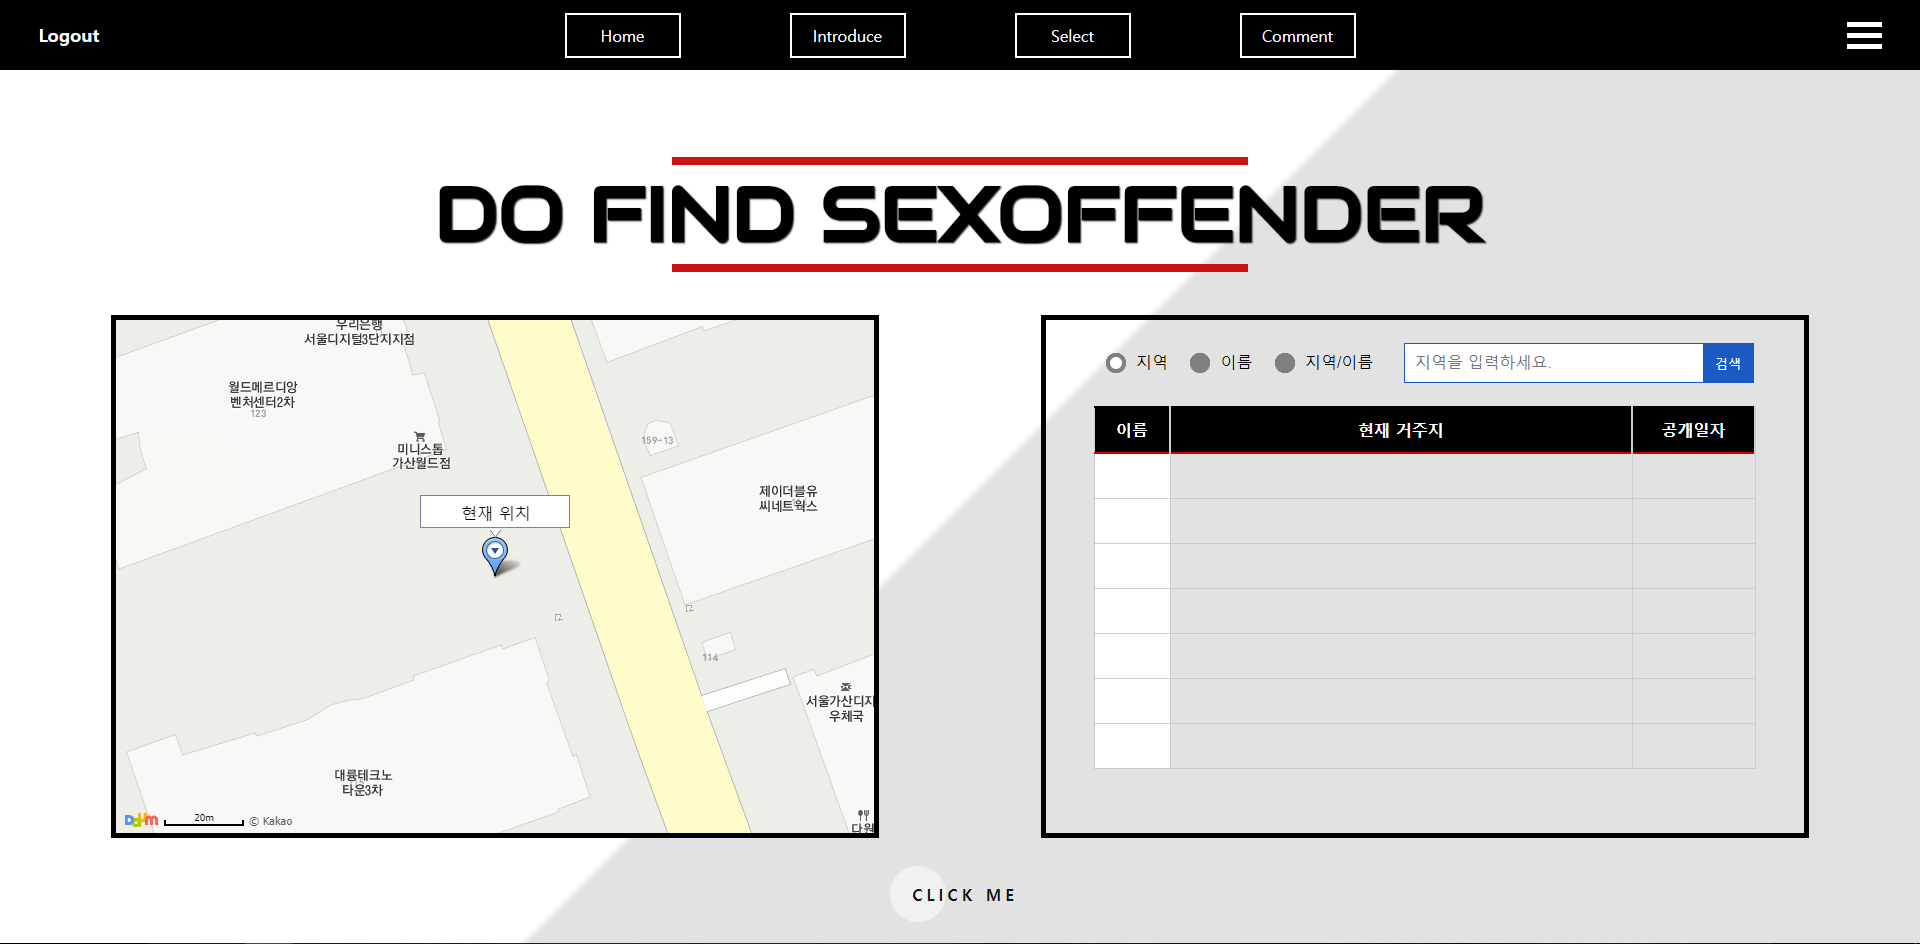 Logout
Home
Introduce
Select
Comment
DO FIND SEXOFFENDER
우리은행
서울디지털3단지지점
월드메르디앙
벤처센터2차
123
미니스톱
가산월드점
159-13
제이더블유
씨네트웍스
현재 위치
114
서울가산디지
우체국
대륭테크노
타운3차
다원
Daum
20m
© Kakao
지역
이름
지역/이름
지역을 입력하세요.
검색
이름
현재 거주지
공개일자
CLICK ME